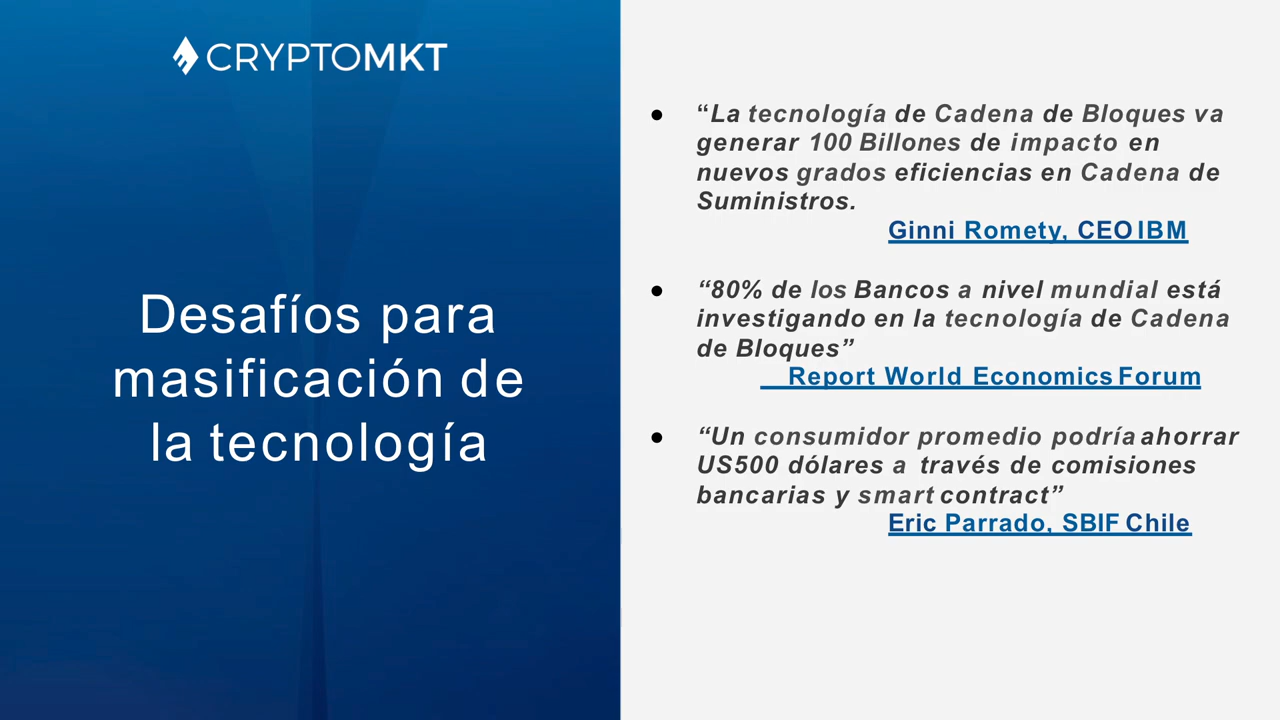 CRYPTOMKT
Desafíos para
masificación de
la tecnología
● “La tecnología de Cadena de Bloques va
generar 100 Billones de impacto en
nuevos grados eficiencias en Cadena de
Suministros.
Ginni Romety, CEO IBM
● “80% de los Bancos a nivel mundial está
investigando en la tecnología de Cadena
de Bloques”
Report World Economics Forum
● “Un consumidor promedio podría ahorrar
US500 dólares a través de comisiones
bancarias y smart contract”
Eric Parrado, SBIF Chile